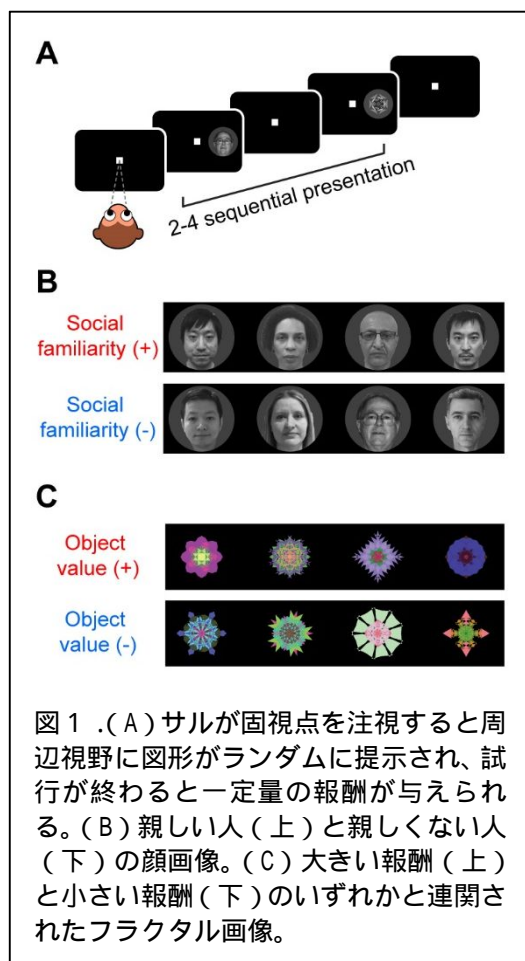 A
2-4 sequential presentation
B
Social
familiarity (+)
Social
familiarity (-)
C
Object
value (+)
Object
value (-)
図1.(A)サルが固視点を注視すると周
辺視野に図形がランダムに提示され、試
行が終わると一定量の報酬が与えられ
る。(B)親しい人(上)と親しくない人
(下)の顔画像。(C)大きい報酬(上)
と小さい報酬(下)のいずれかと連関さ
れたフラクタル画像。